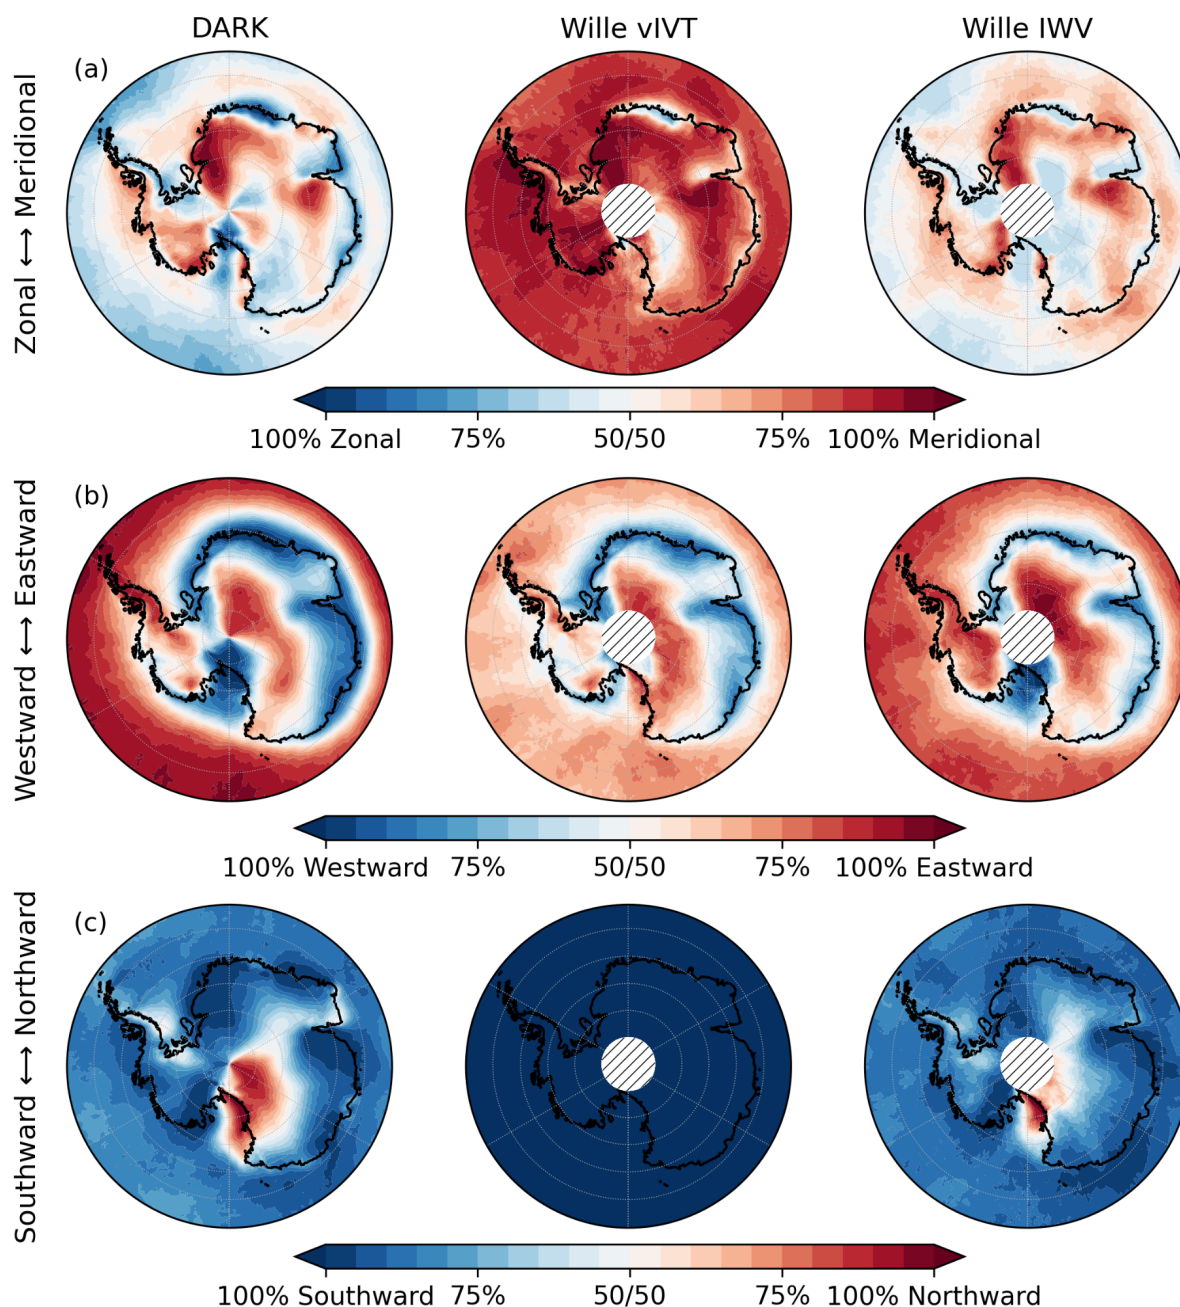 DARK Wille vIVT Wille IWV
Zonal ⟷ Meridional
(a)
100% Zonal 75% 50/50 75% 100% Meridional
Westward ⟷ Eastward
(b)
100% Westward 75% 50/50 75% 100% Eastward
Southward ⟷ Northward
(c)
100% Southward 75% 50/50 75% 100% Northward